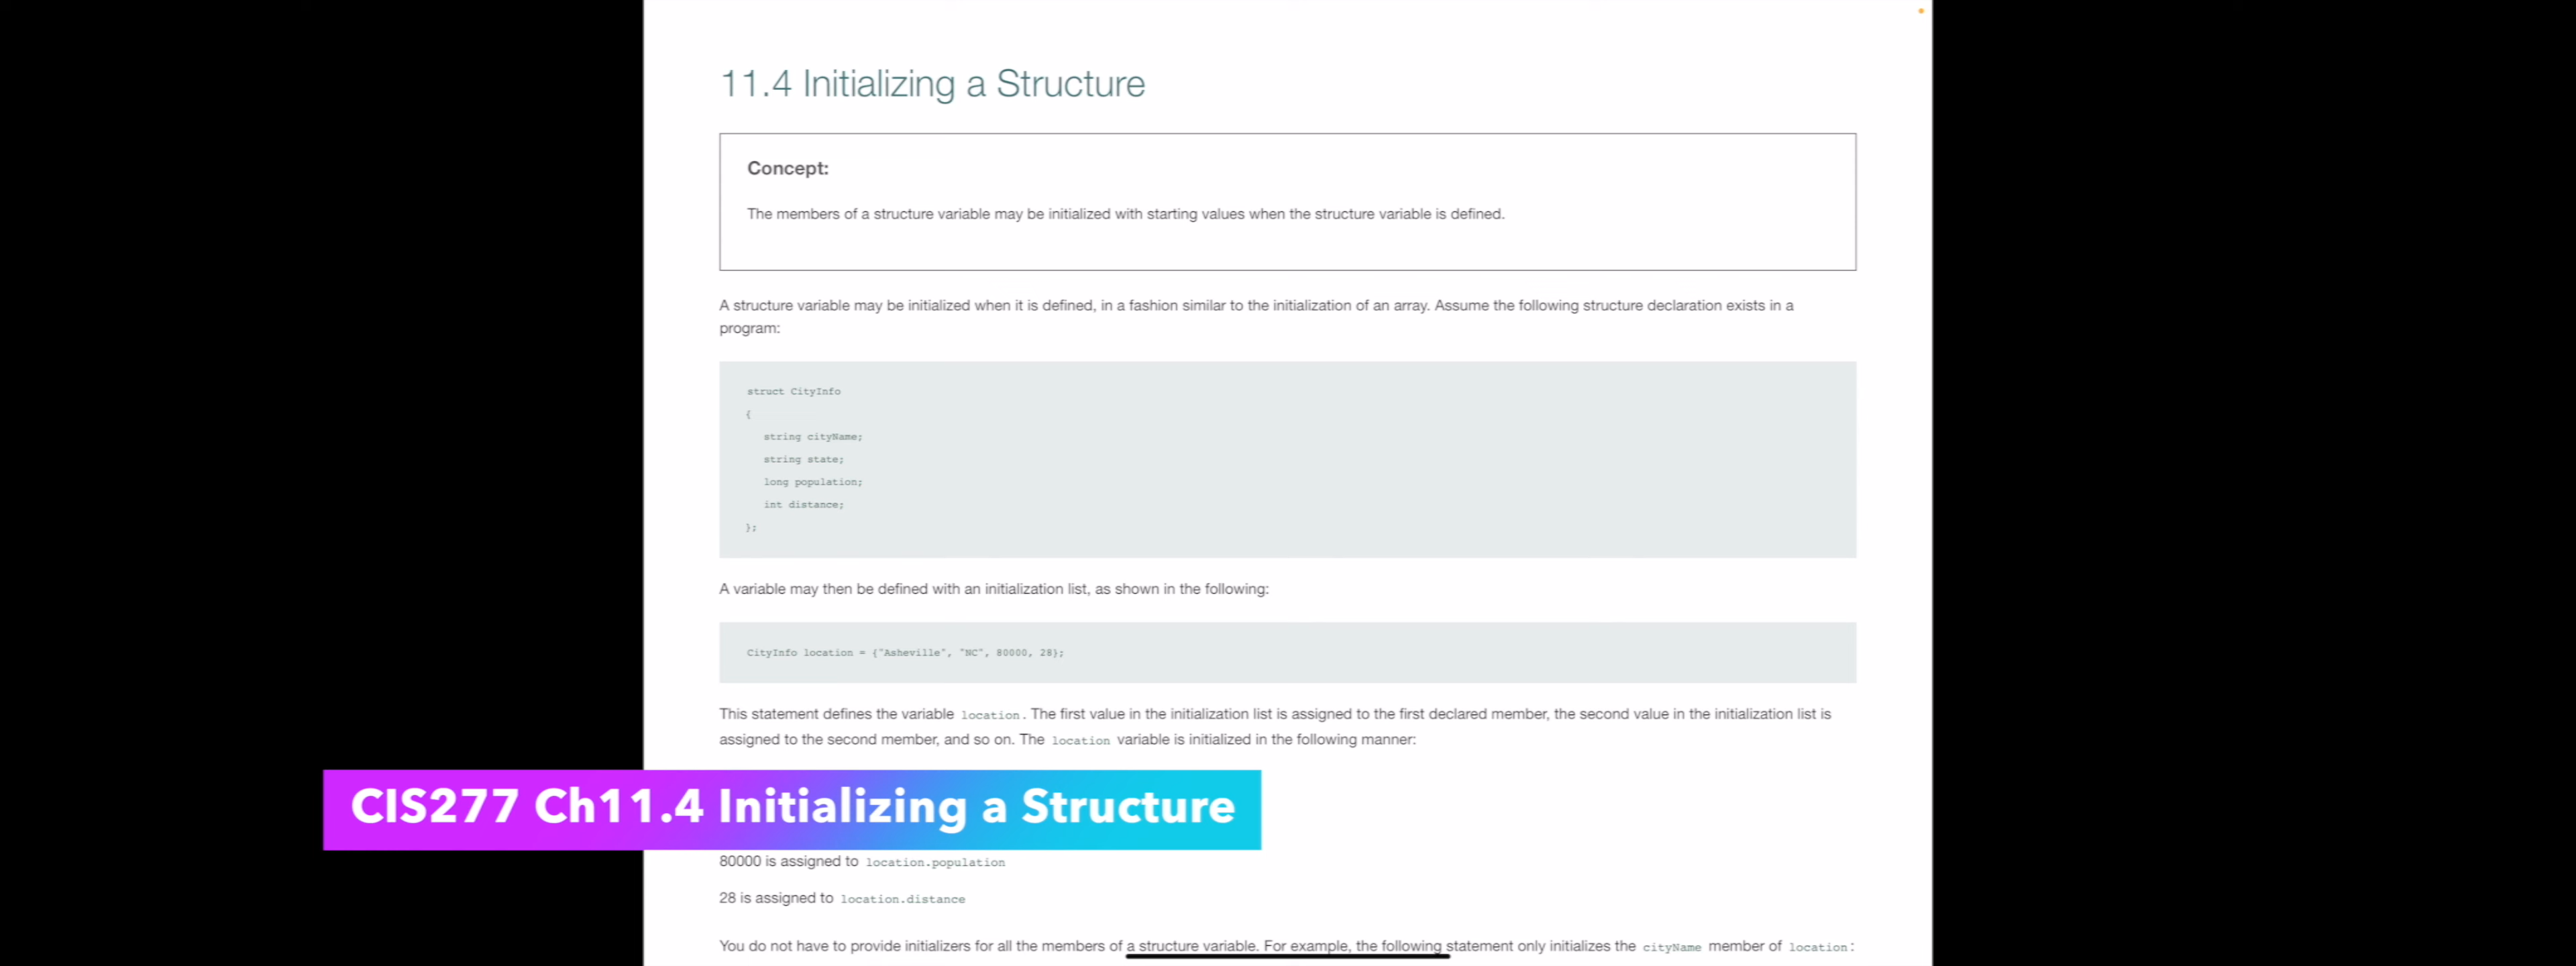 11.4 Initializing a Structure
Concept:
The members of a structure variable may be initialized with starting values when the structure variable is defined.
A structure variable may be initialized when it is defined, in a fashion similar to the initialization of an array. Assume the following structure declaration exists in a
program:
struct CityInfo
{
string cityName;
string state;
long population;
int distance;
};
A variable may then be defined with an initialization list, as shown in the following:
CityInfo location = {"Asheville", "NC", 80000, 28};
This statement defines the variable location. The first value in the initialization list is assigned to the first declared member, the second value in the initialization list is
assigned to the second member, and so on. The location variable is initialized in the following manner:
CIS277 Ch11.4 Initializing a Structure
80000 is assigned to location.population
28 is assigned to location.distance
You do not have to provide initializers for all the members of a structure variable. For example, the following statement only initializes the cityName member of location: